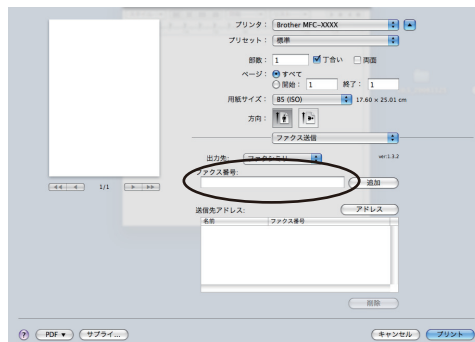 プリンタ： Brother MFC-XXXX
プリセット： 標準
部数： 1 丁合い 両面
ページ： すべて
開始： 1 終了： 1
用紙サイズ： B5 (ISO) 17.60 x 25.01 cm
方向：
ファクス送信
出力先： ファクシミリ ver:1.3.2
ファクス番号：
追加
1/1
送信先アドレス： アドレス
名前 ファクス番号
削除
? PDF▼ サプライ... キャンセル プリント